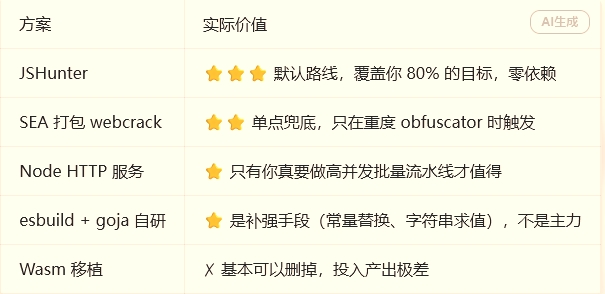 方案 实际价值 AI生成
JSHunter ⭐⭐⭐ 默认路线，覆盖你 80% 的目标，零依赖
SEA 打包 webcrack ⭐⭐ 单点兜底，只在重度 obfuscator 时触发
Node HTTP 服务 ⭐ 只有你真要做高并发批量流水线才值得
esbuild + goja 自研 ⭐ 是补强手段（常量替换、字符串求值），不是主力
Wasm 移植 ✗ 基本可以删掉，投入产出极差